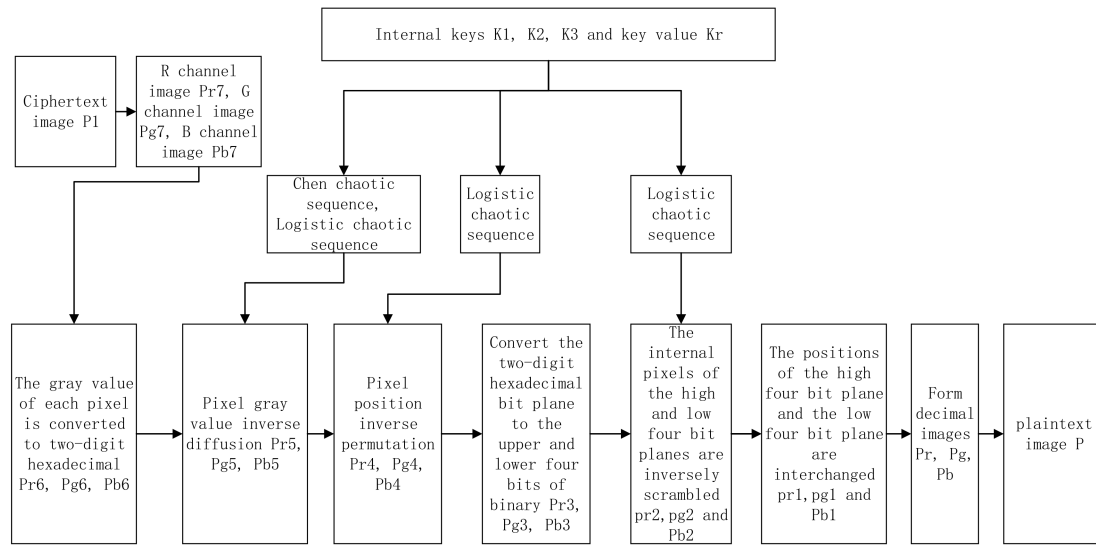 Internal keys K1, K2, K3 and key value Kr
Ciphertext
image P1
R channel
image Pr7, G
channel image
Pg7, B channel
image Pb7
Chen chaotic
sequence,
Logistic chaotic
sequence
Logistic
chaotic
sequence
Logistic
chaotic
sequence
The gray value
of each pixel
is converted
to two-digit
hexadecimal
Pr6, Pg6, Pb6
Pixel gray
value inverse
diffusion Pr5,
Pg5, Pb5
Pixel
position
inverse
permutation
Pr4, Pg4,
Pb4
Convert the
two-digit
hexadecimal
bit plane
to the
upper and
lower four
bits of
binary Pr3,
Pg3, Pb3
The
internal
pixels of
the high
and low
four bit
planes are
inversely
scrambled
pr2,pg2 and
Pb2
The positions
of the high
four bit plane
and the low
four bit plane
are
interchanged
pr1,pg1 and
Pb1
Form
decimal
images
Pr, Pg,
Pb
plaintext
image P